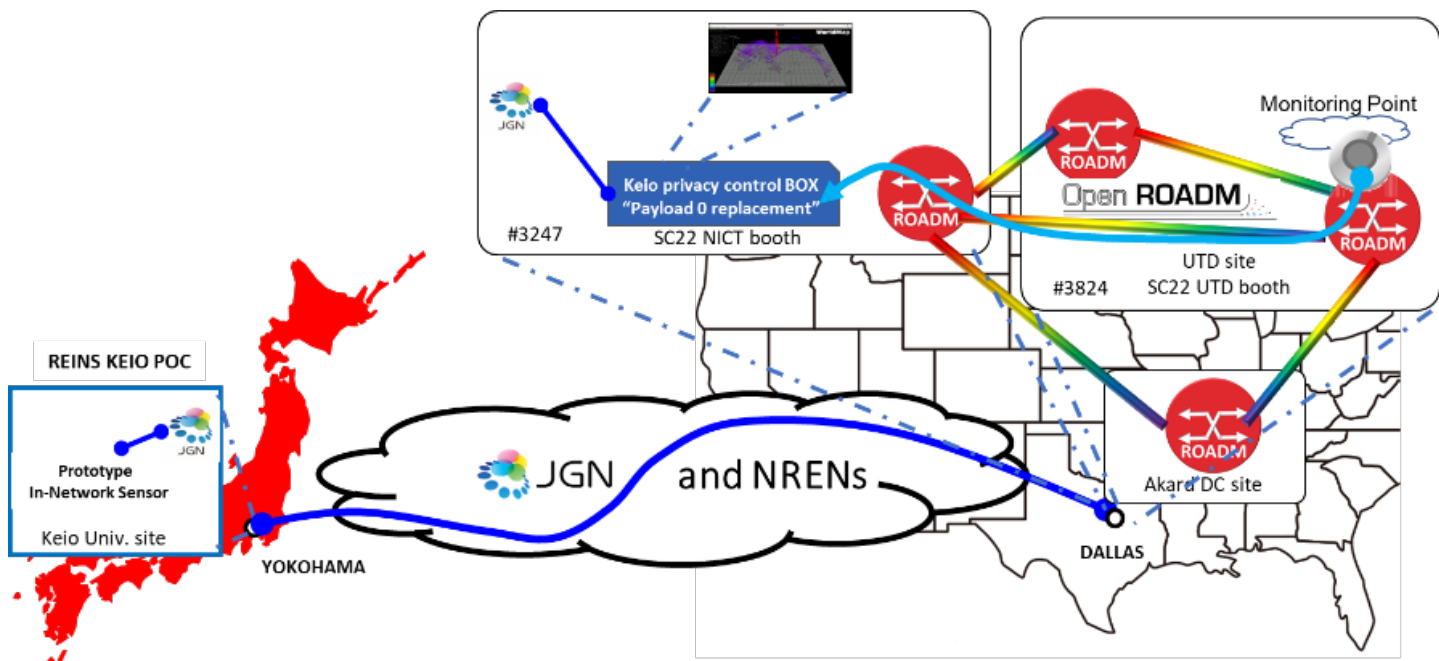 WorldMap
JGN
Monitoring Point
ROADM
Keio privacy control BOX
"Payload 0 replacement"
Open ROADM
ROADM
ROADM
#3247
SC22 NICT booth
UTD site
#3824
SC22 UTD booth
REINS KEIO POC
JGN
Prototype
In-Network Sensor
Keio Univ. site
YOKOHAMA
JGN and NRENs
ROADM
Akard DC site
DALLAS